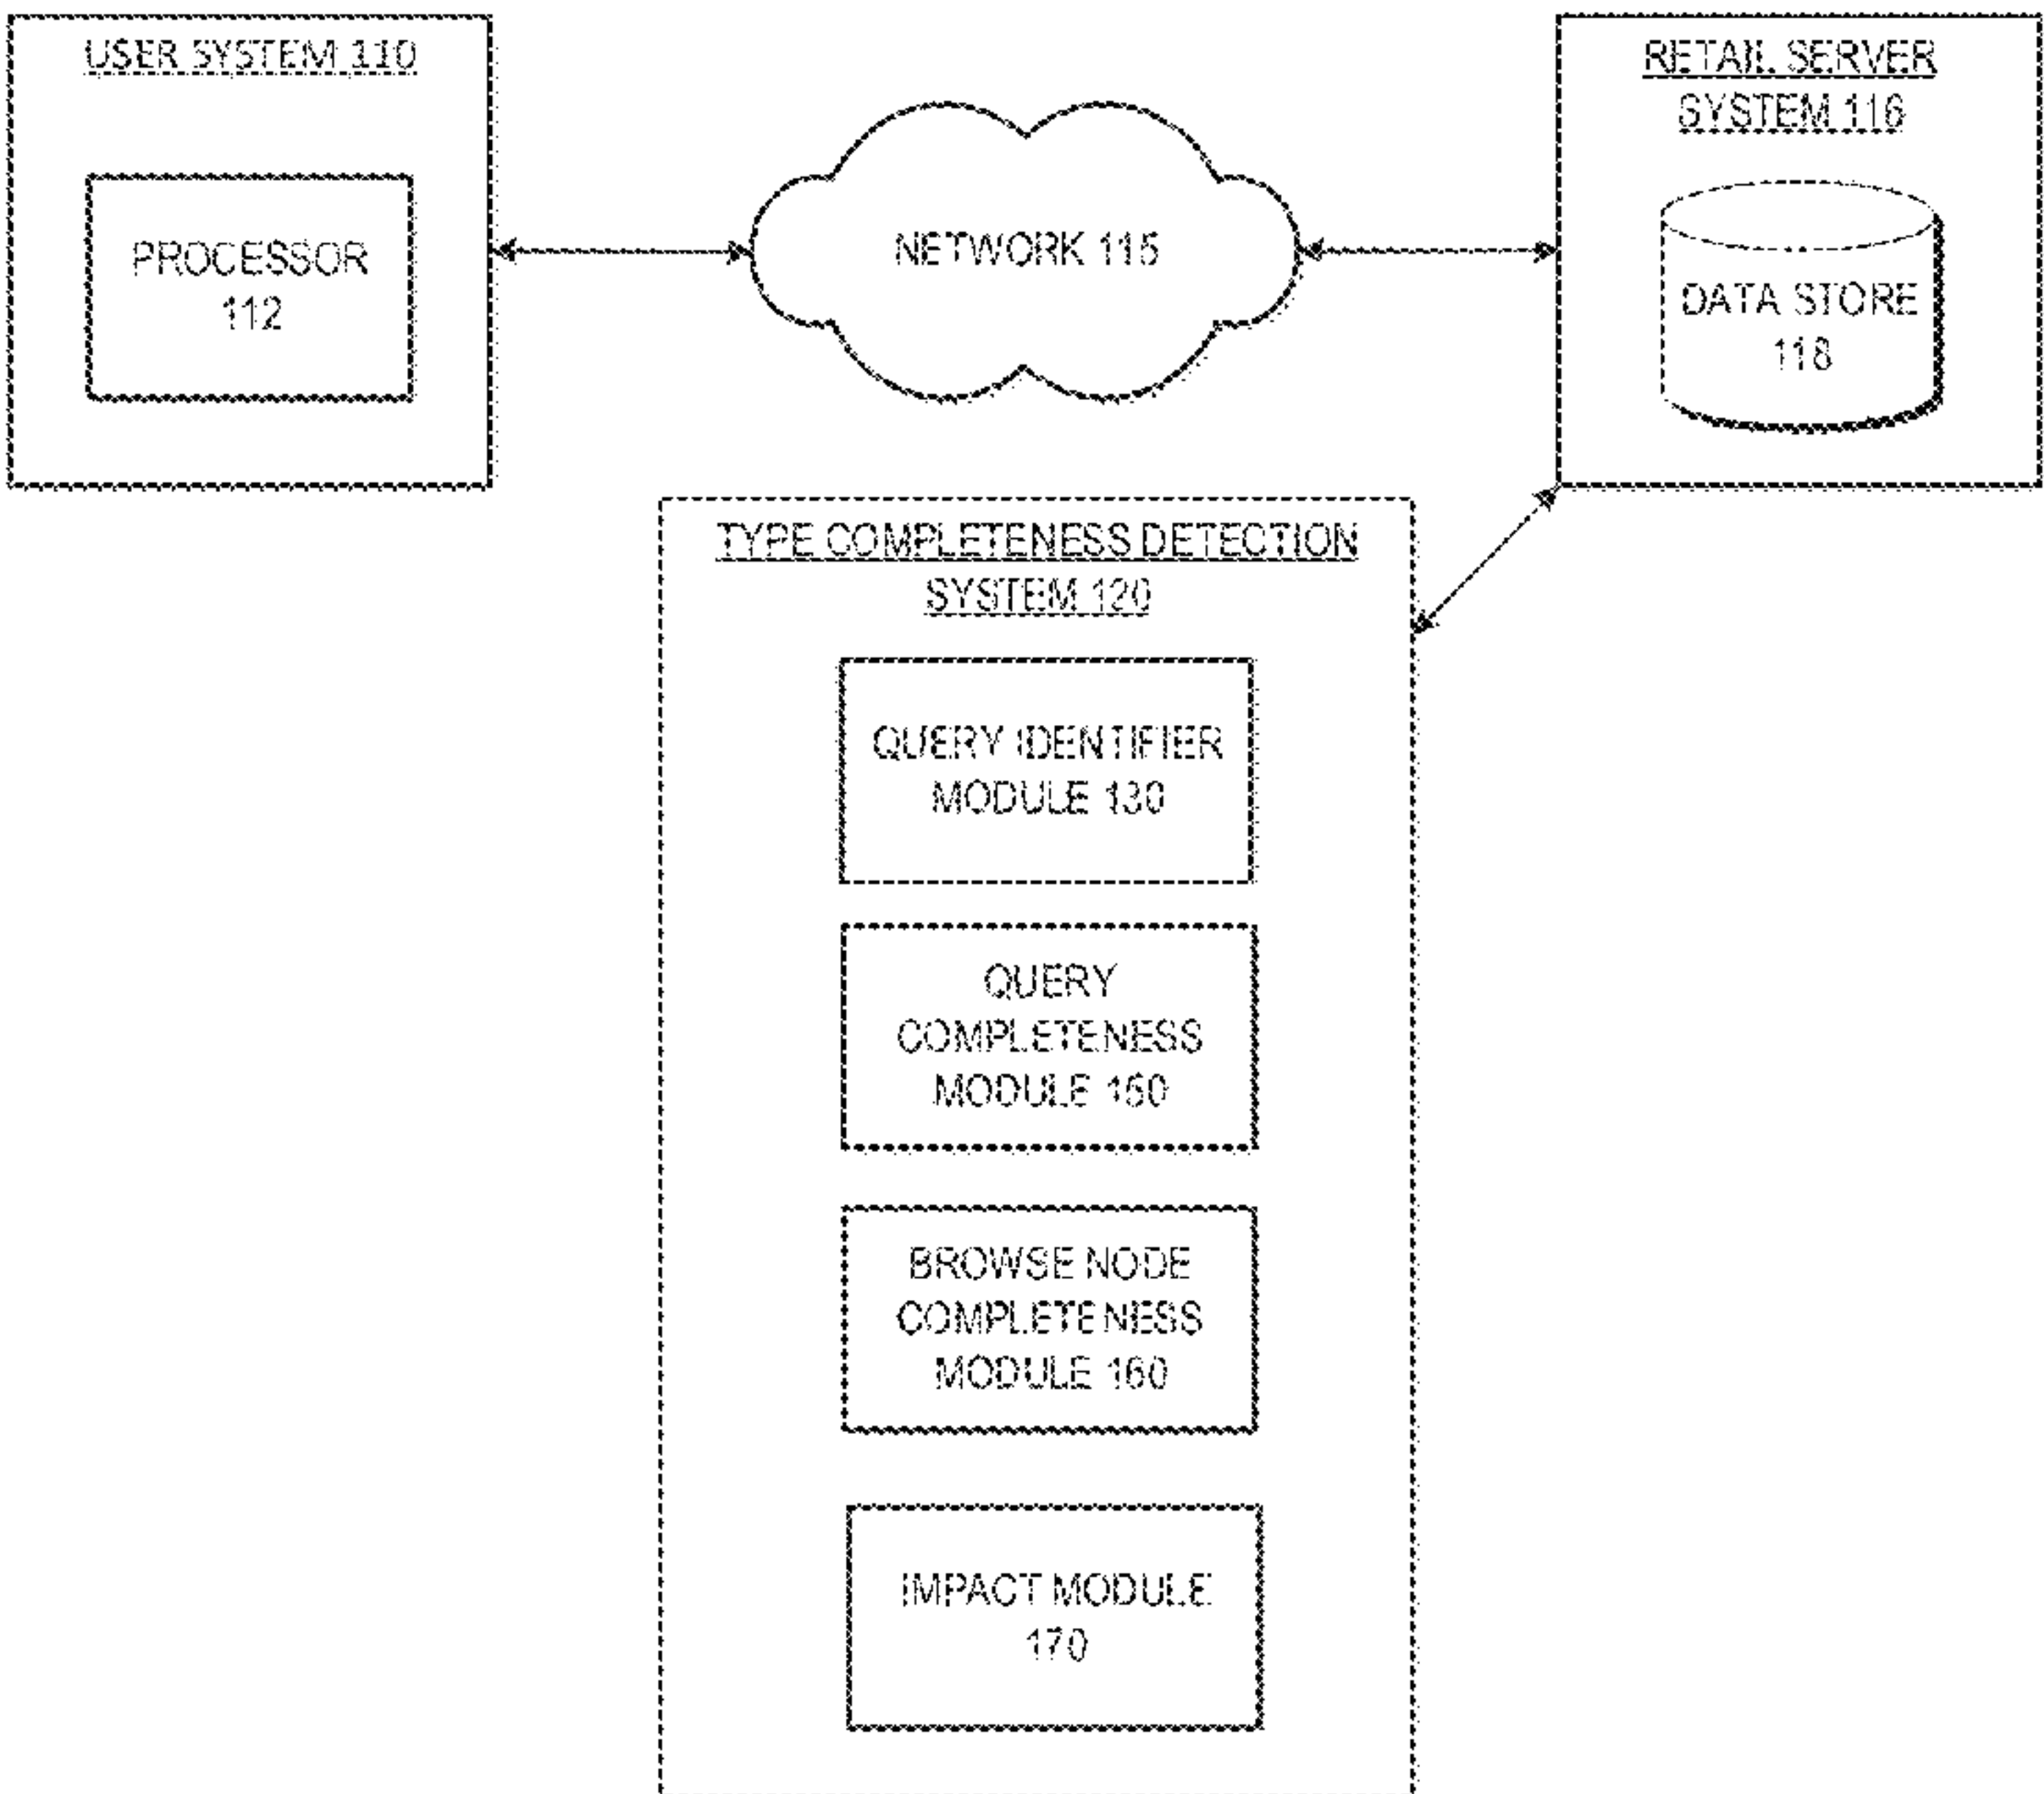 USER SYSTEM 110
PROCESSOR
112
NETWORK 115
RETAIL SERVER
SYSTEM 116
DATA STORE
118
TYPE COMPLETENESS DETECTION
SYSTEM 120
QUERY IDENTIFIER
MODULE 130
QUERY
COMPLETENESS
MODULE 150
BROWSE NODE
COMPLETENESS
MODULE 160
IMPACT MODULE
170